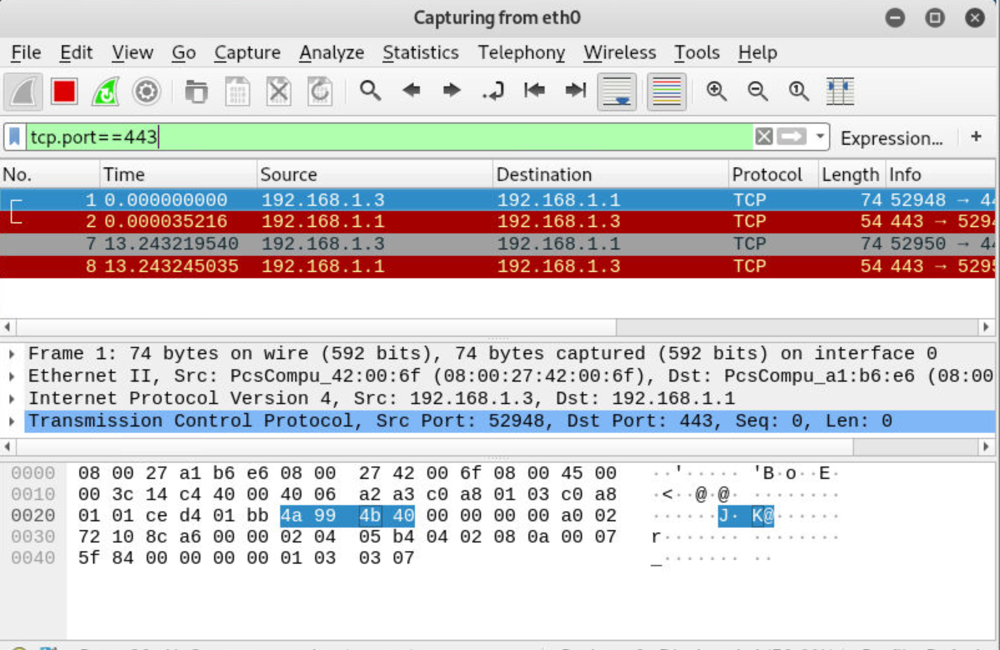 Capturing from eth0
File Edit View Go Capture Analyze Statistics Telephony Wireless Tools Help
tcp.port==443 Expression... +
No. Time Source Destination Protocol Length Info
1 0.000000000 192.168.1.3 192.168.1.1 TCP 74 52948 →
2 0.000035216 192.168.1.1 192.168.1.3 TCP 54 443 →
7 13.243219540 192.168.1.3 192.168.1.1 TCP 74 52950 →
8 13.243245035 192.168.1.1 192.168.1.3 TCP 54 443 →
Frame 1: 74 bytes on wire (592 bits), 74 bytes captured (592 bits) on interface 0
Ethernet II, Src: PcsCompu_42:00:6f (08:00:27:42:00:6f), Dst: PcsCompu_a1:b6:e6 (08:00
Internet Protocol Version 4, Src: 192.168.1.3, Dst: 192.168.1.1
Transmission Control Protocol, Src Port: 52948, Dst Port: 443, Seq: 0, Len: 0
0000 08 00 27 a1 b6 e6 08 00 27 42 00 6f 08 00 45 00 ··'····· 'B·o··E·
0010 00 3c 14 c4 40 00 40 06 a2 a3 c0 a8 01 03 c0 a8 ·<··@·@· ········
0020 01 01 ce d4 01 bb 4a 99 4b 40 00 00 00 00 a0 02 ······J· K@······
0030 72 10 8c a6 00 00 02 04 05 b4 04 02 08 0a 00 07 r······· ········
0040 5f 84 00 00 00 00 01 03 03 07 _······· ··